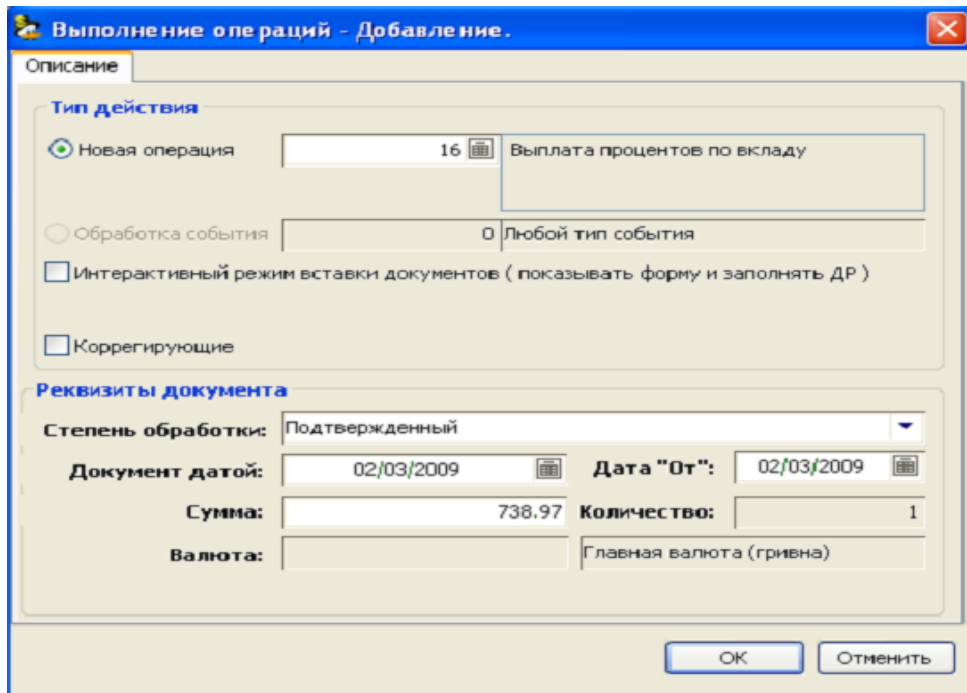 Выполнение операций - Добавление.
Описание
Тип действия
Новая операция 16 Выплата процентов по вкладу
Обработка события 0 Любой тип события
Интерактивный режим вставки документов ( показывать форму и заполнять ДР )
Коррегирующие
Реквизиты документа
Степень обработки: Подтвержденный
Документ датой: 02/03/2009 Дата "От": 02/03/2009
Сумма: 738.97 Количество: 1
Валюта: Главная валюта (гривна)
ОК Отменить